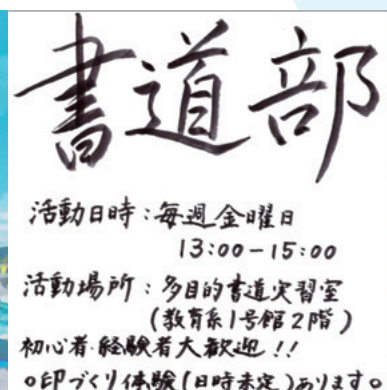 書道部
活動日時：毎週金曜日
13:00-15:00
活動場所：多目的書道実習室
(教育系1号館2階)
初心者・経験者大歓迎!!
○印づくり体験(日時未定)あります○